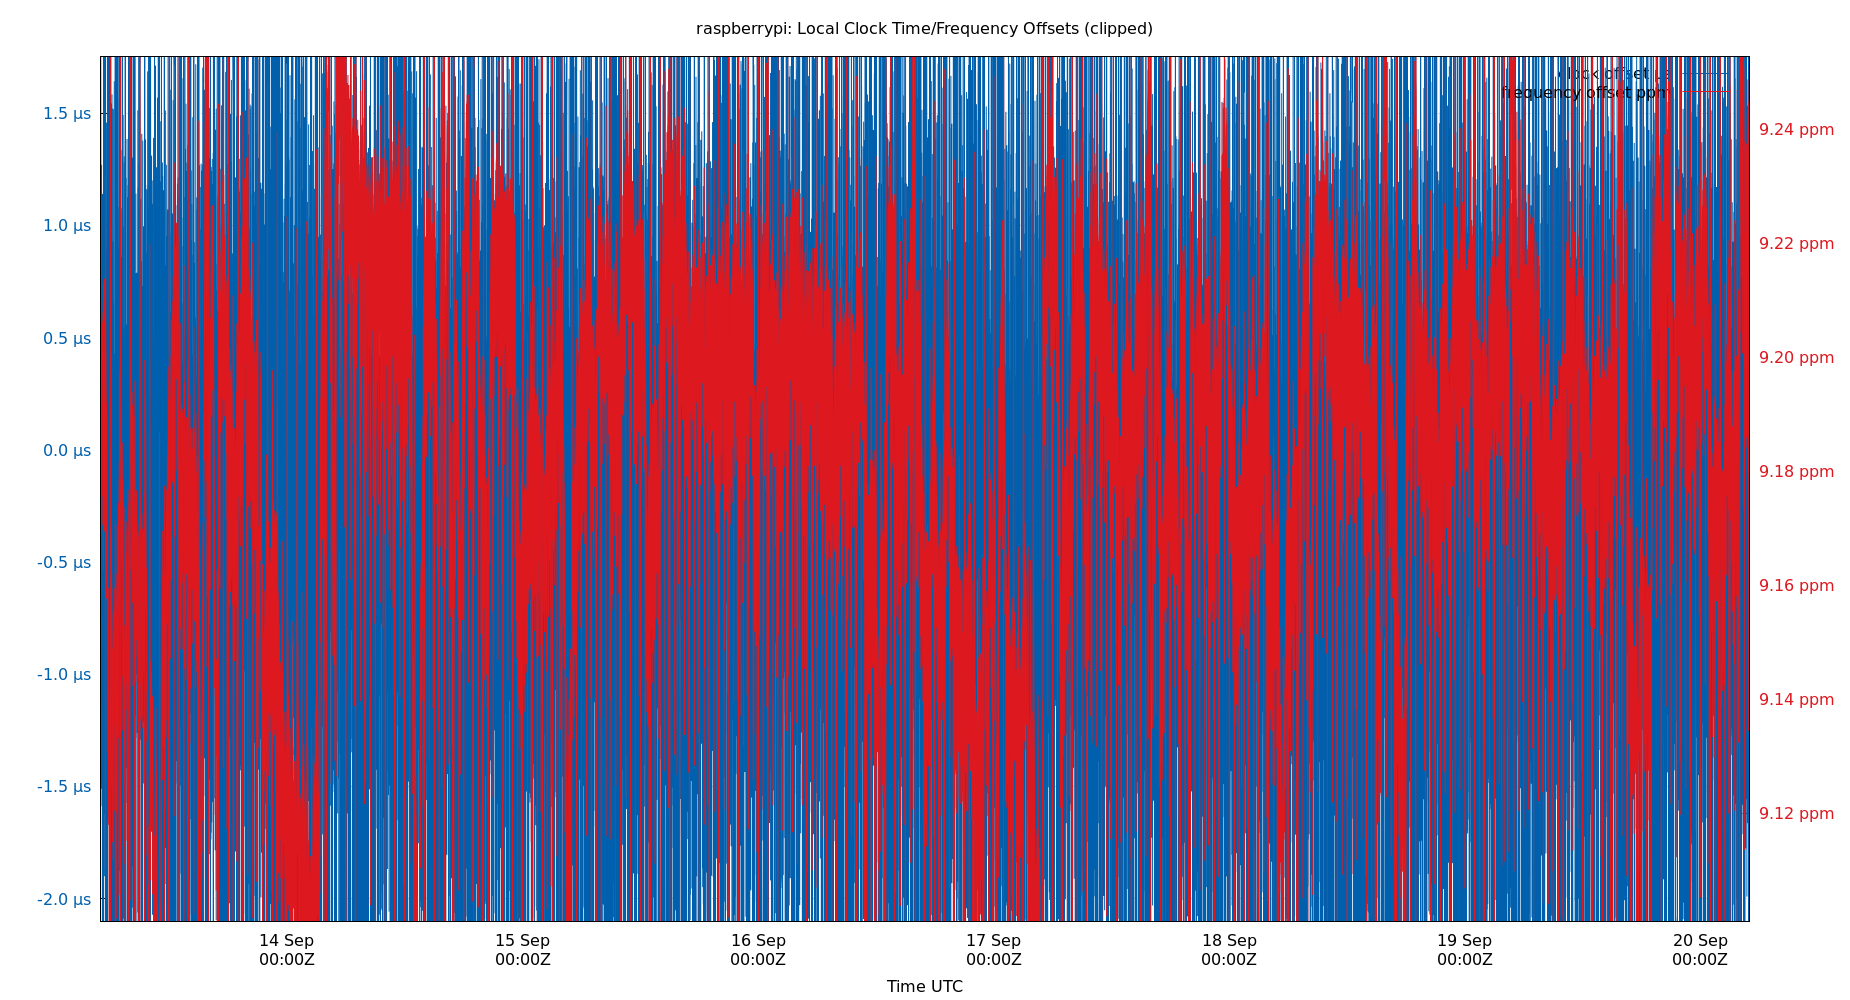 raspberrypi: Local Clock Time/Frequency Offsets (clipped)
clock offset µs
frequency offset ppm
1.5 µs
1.0 µs
0.5 µs
0.0 µs
-0.5 µs
-1.0 µs
-1.5 µs
-2.0 µs
9.24 ppm
9.22 ppm
9.20 ppm
9.18 ppm
9.16 ppm
9.14 ppm
9.12 ppm
14 Sep 15 Sep 16 Sep 17 Sep 18 Sep 19 Sep 20 Sep
00:00Z 00:00Z 00:00Z 00:00Z 00:00Z 00:00Z 00:00Z
Time UTC